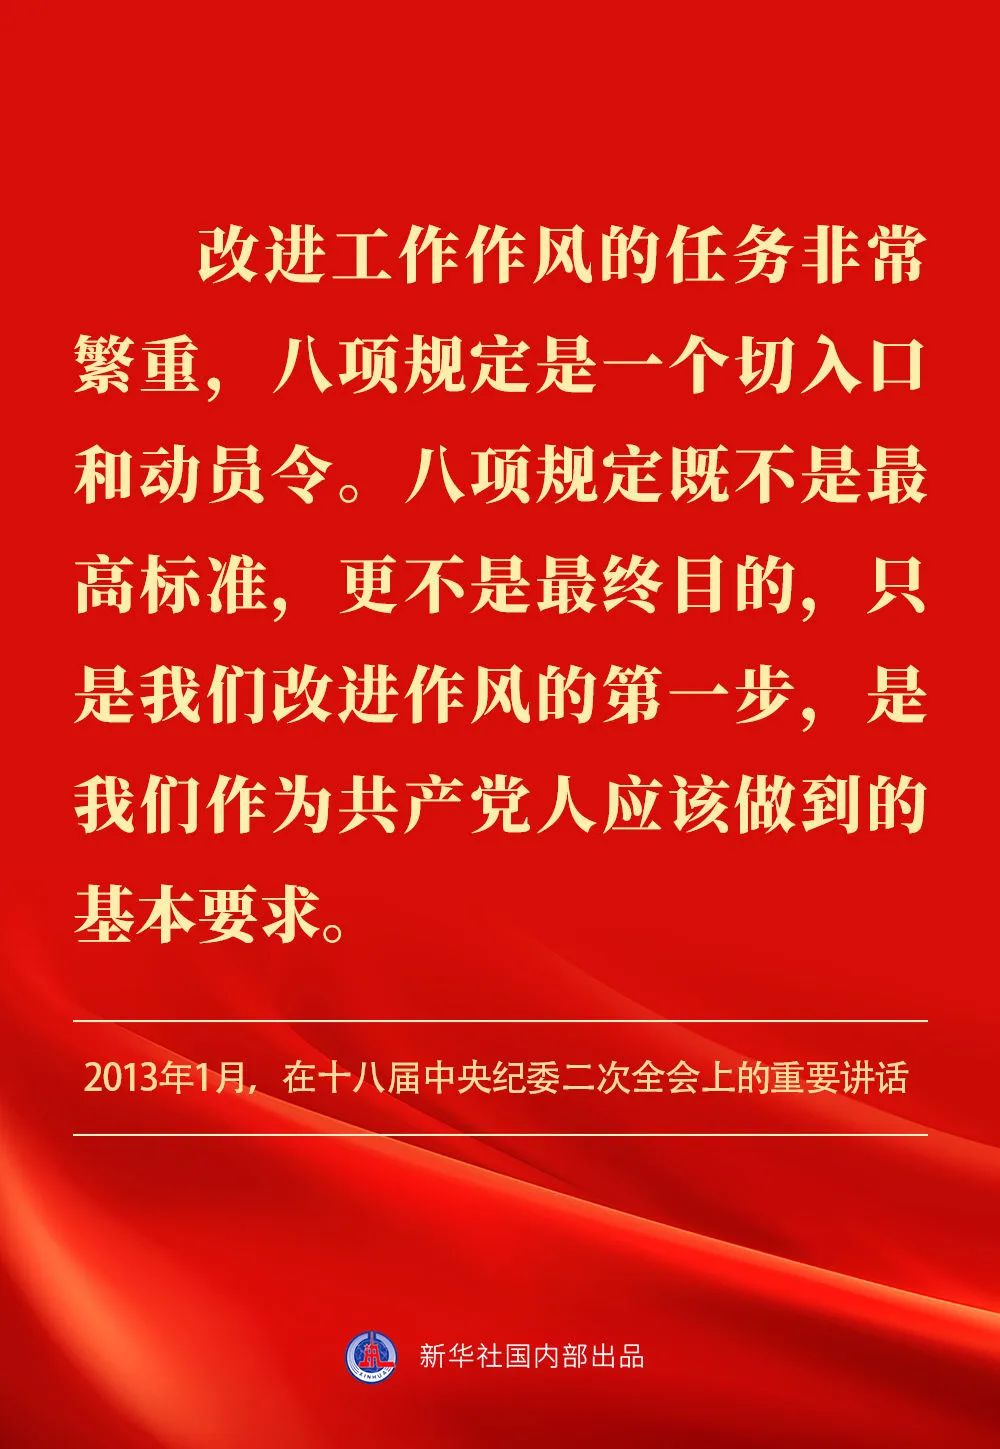 改进工作作风的任务非常
繁重，八项规定是一个切入口
和动员令。八项规定既不是最
高标准，更不是最终目的，只
是我们改进作风的第一步，是
我们作为共产党人应该做到的
基本要求。
2013年1月，在十八届中央纪委二次全会上的重要讲话
XINHUA
新华社国内部出品